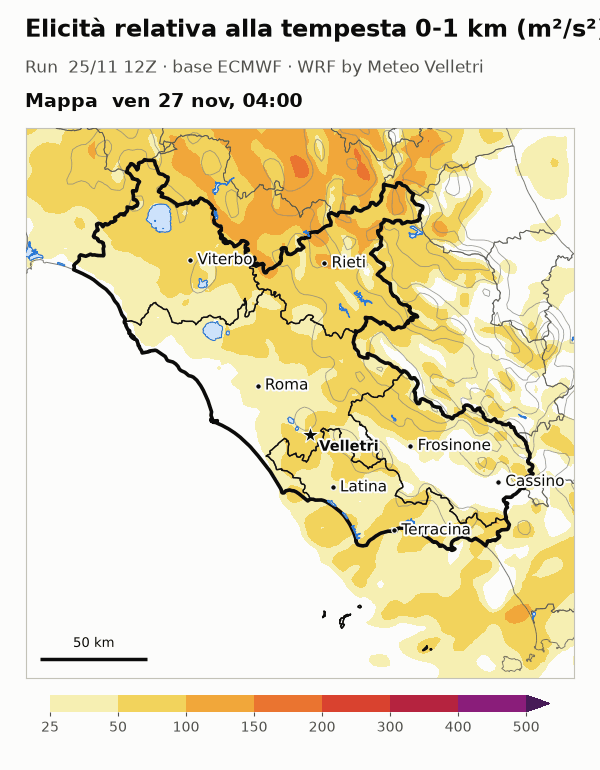 Elicità relativa alla tempesta 0-1 km (m²/s²)
Run  25/11 12Z · base ECMWF · WRF by Meteo Velletri
Mappa  ven 27 nov, 04:00
Viterbo
Rieti
Roma
Velletri
Frosinone
Latina
Cassino
Terracina
50 km
25 50 100 150 200 300 400 500